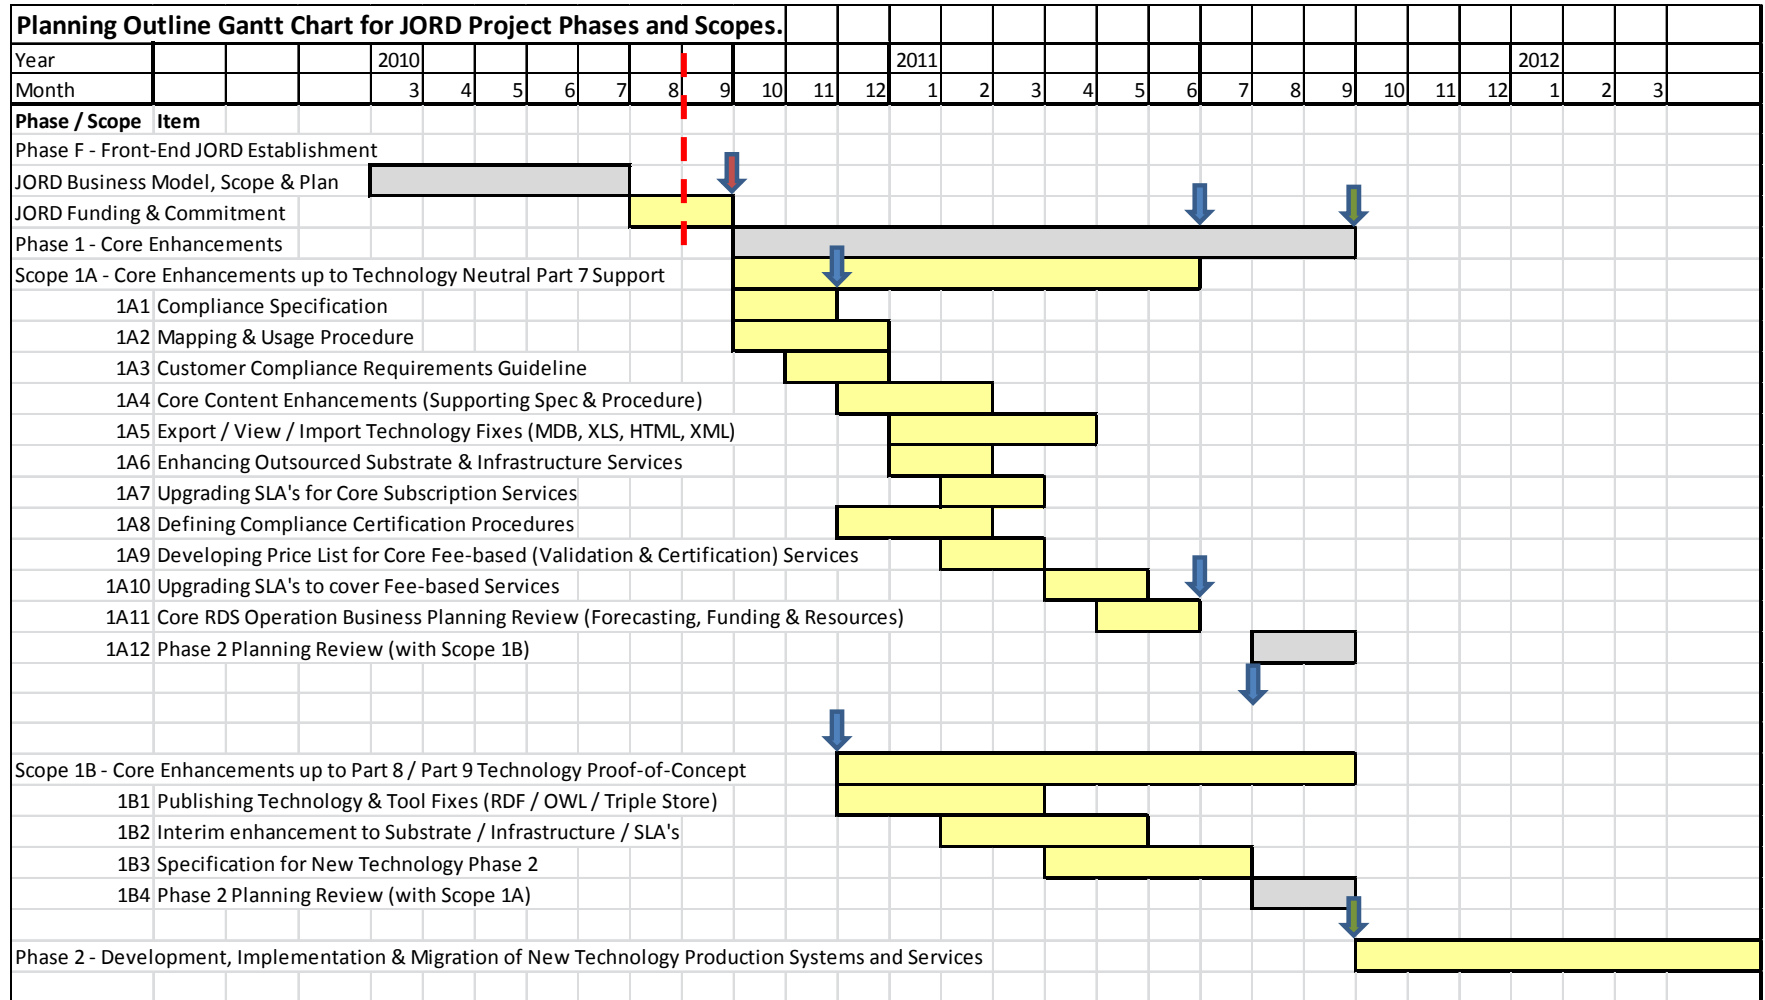 Planning Outline Gantt Chart for JORD Project Phases and Scopes.
Year 2010 2011 2012
Month 3 4 5 6 7 8 9 10 11 12 1 2 3 4 5 6 7 8 9 10 11 12 1 2 3
Phase / Scope Item
Phase F - Front-End JORD Establishment
JORD Business Model, Scope & Plan
JORD Funding & Commitment
Phase 1 - Core Enhancements
Scope 1A - Core Enhancements up to Technology Neutral Part 7 Support
1A1 Compliance Specification
1A2 Mapping & Usage Procedure
1A3 Customer Compliance Requirements Guideline
1A4 Core Content Enhancements (Supporting Spec & Procedure)
1A5 Export / View / Import Technology Fixes (MDB, XLS, HTML, XML)
1A6 Enhancing Outsourced Substrate & Infrastructure Services
1A7 Upgrading SLA's for Core Subscription Services
1A8 Defining Compliance Certification Procedures
1A9 Developing Price List for Core Fee-based (Validation & Certification) Services
1A10 Upgrading SLA's to cover Fee-based Services
1A11 Core RDS Operation Business Planning Review (Forecasting, Funding & Resources)
1A12 Phase 2 Planning Review (with Scope 1B)
Scope 1B - Core Enhancements up to Part 8 / Part 9 Technology Proof-of-Concept
1B1 Publishing Technology & Tool Fixes (RDF / OWL / Triple Store)
1B2 Interim enhancement to Substrate / Infrastructure / SLA's
1B3 Specification for New Technology Phase 2
1B4 Phase 2 Planning Review (with Scope 1A)
Phase 2 - Development, Implementation & Migration of New Technology Production Systems and Services